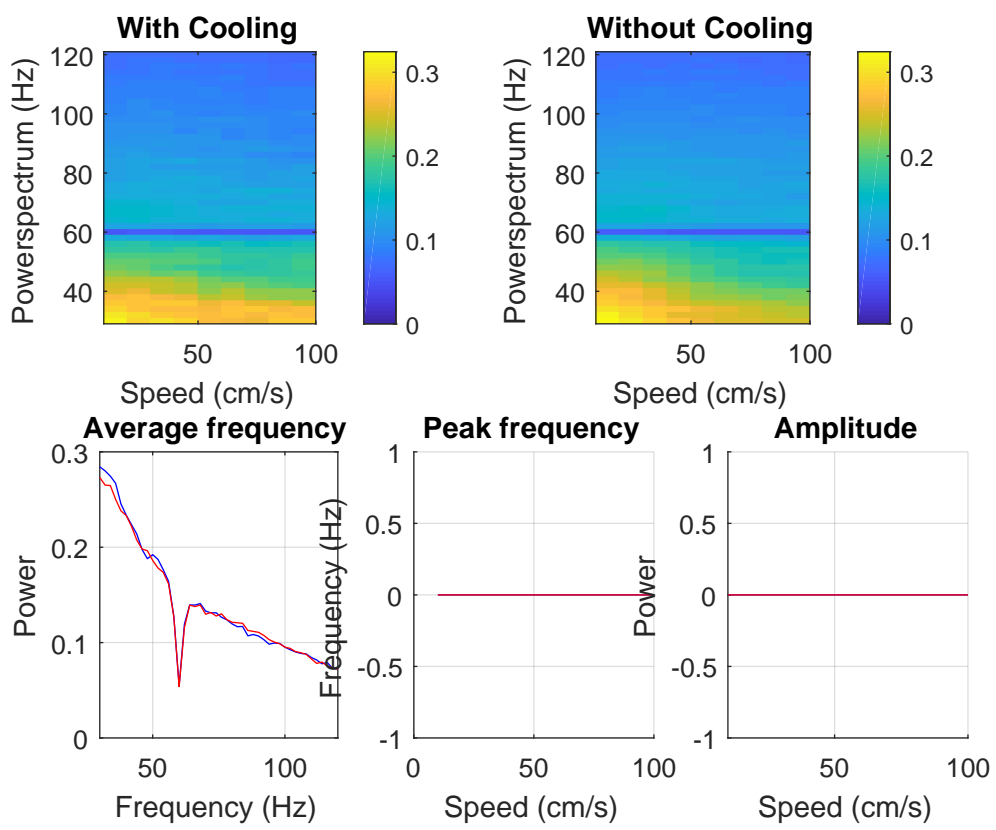 With Cooling
Powerspectrum (Hz)
120
100
80
60
40
50
100
Speed (cm/s)
0.3
0.2
0.1
0
Without Cooling
Powerspectrum (Hz)
120
100
80
60
40
50
100
Speed (cm/s)
0.3
0.2
0.1
0
Average frequency
Power
0.3
0.2
0.1
0
50
100
Frequency (Hz)
Peak frequency
Frequency (Hz)
1
0.5
0
-0.5
-1
0
50
100
Speed (cm/s)
Amplitude
Power
1
0.5
0
-0.5
-1
50
100
Speed (cm/s)